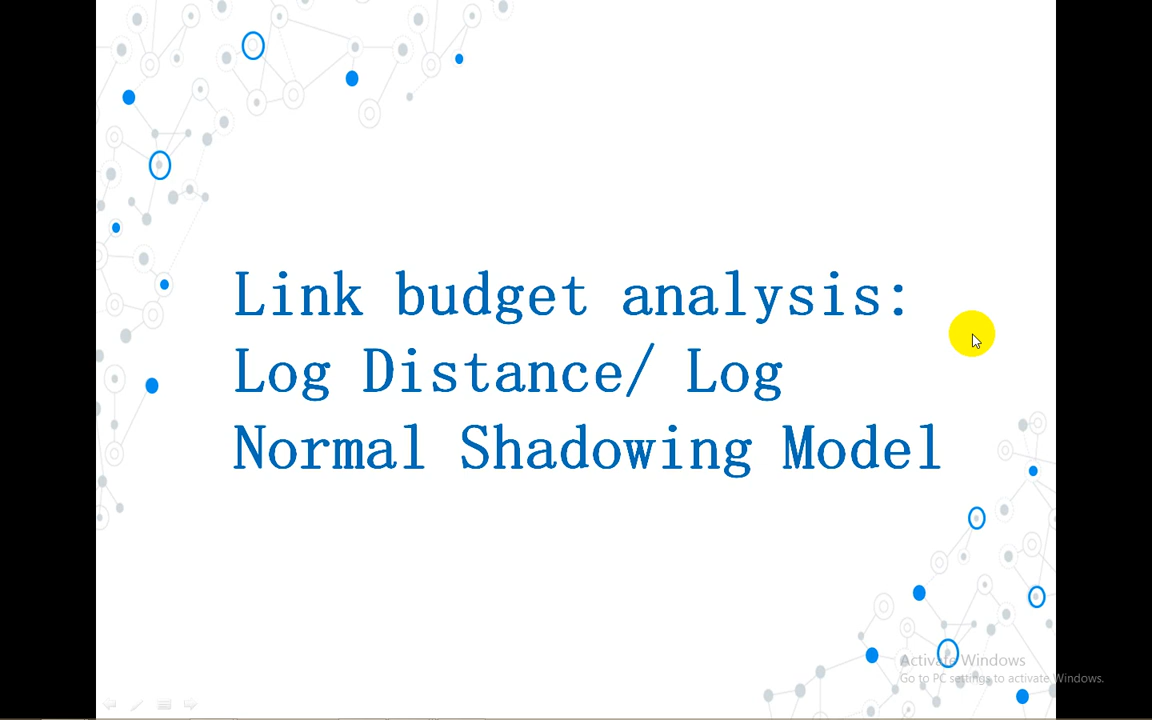 Link budget analysis:
Log Distance/ Log
Normal Shadowing Model
Activate Windows
Go to PC settings to activate Windows.